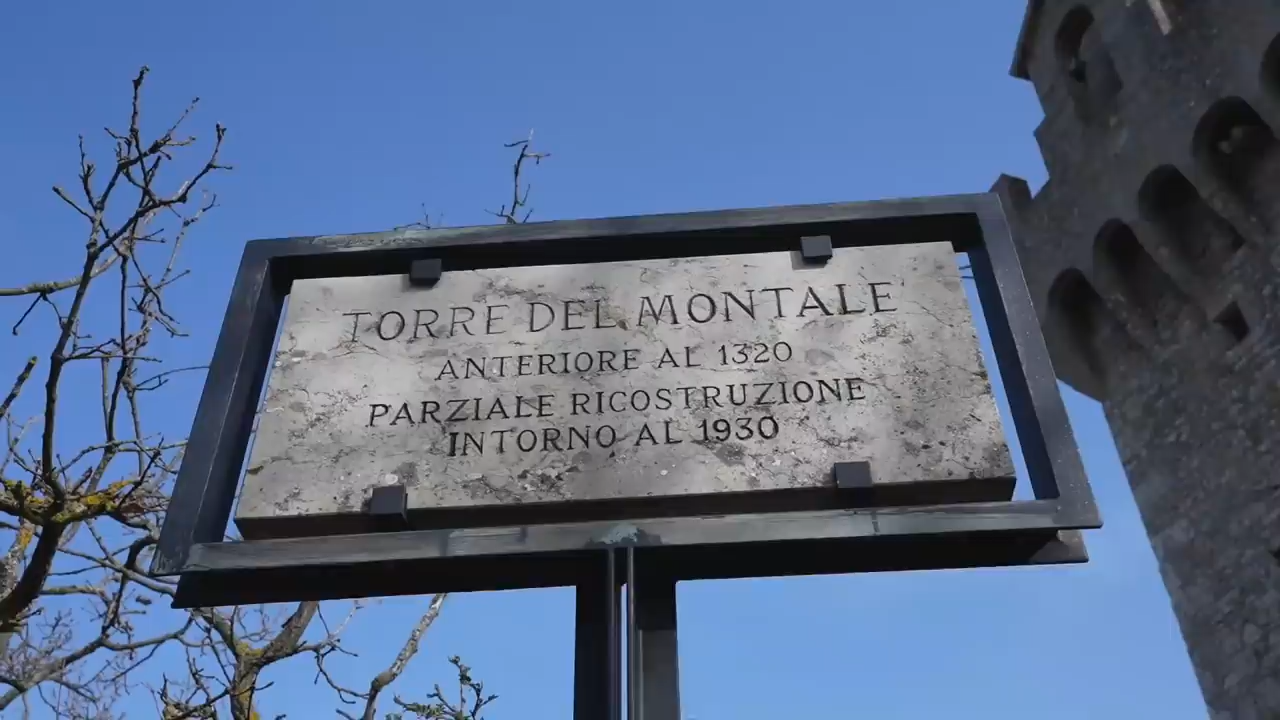 TORRE DEL MONTALE
ANTERIORE AL 1320
PARZIALE RICOSTRUZIONE
INTORNO AL 1930